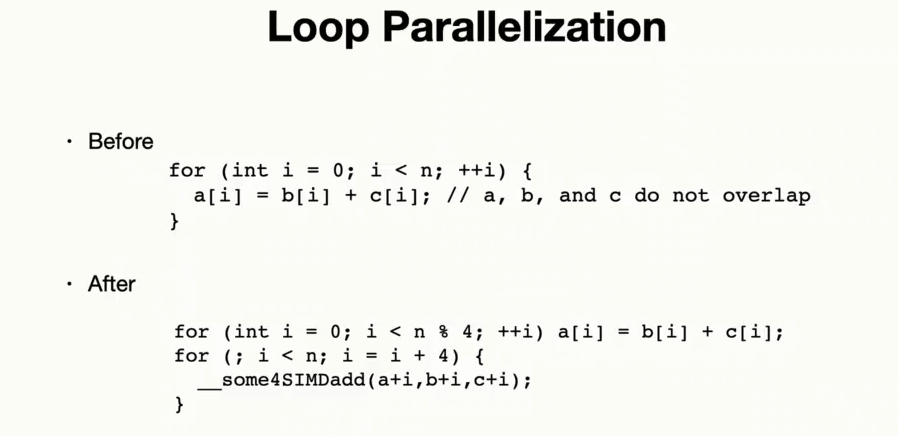 Loop Parallelization
· Before
for (int i = 0; i < n; ++i) {
a[i] = b[i] + c[i]; // a, b, and c do not overlap
}
· After
for (int i = 0; i < n % 4; ++i) a[i] = b[i] + c[i];
for (; i < n; i = i + 4) {
__some4SIMDadd(a+i,b+i,c+i);
}